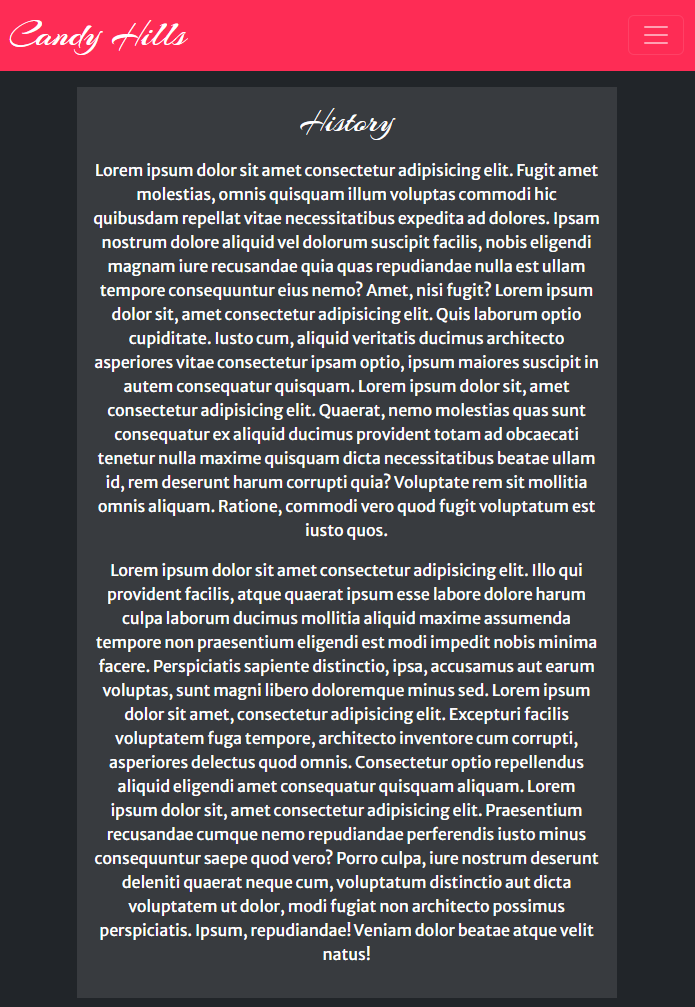 Candy Hills
History
Lorem ipsum dolor sit amet consectetur adipisicing elit. Fugit amet
molestias, omnis quisquam illum voluptas commodi hic
quibusdam repellat vitae necessitatibus expedita ad dolores. Ipsam
nostrum dolore aliquid vel dolorum suscipit facilis, nobis eligendi
magnam iure recusandae quia quas repudiandae nulla est ullam
tempore consequuntur eius nemo? Amet, nisi fugit? Lorem ipsum
dolor sit, amet consectetur adipisicing elit. Quis laborum optio
cupiditate. Iusto cum, aliquid veritatis ducimus architecto
asperiores vitae consectetur ipsam optio, ipsum maiores suscipit in
autem consequatur quisquam. Lorem ipsum dolor sit, amet
consectetur adipisicing elit. Quaerat, nemo molestias quas sunt
consequatur ex aliquid ducimus provident totam ad obcaecati
tenetur nulla maxime quisquam dicta necessitatibus beatae ullam
id, rem deserunt harum corrupti quia? Voluptate rem sit mollitia
omnis aliquam. Ratione, commodi vero quod fugit voluptatum est
iusto quos.
Lorem ipsum dolor sit amet consectetur adipisicing elit. Illo qui
provident facilis, atque quaerat ipsum esse labore dolore harum
culpa laborum ducimus mollitia aliquid maxime assumenda
tempore non praesentium eligendi est modi impedit nobis minima
facere. Perspiciatis sapiente distinctio, ipsa, accusamus aut earum
voluptas, sunt magni libero doloremque minus sed. Lorem ipsum
dolor sit amet, consectetur adipisicing elit. Excepturi facilis
voluptatem fuga tempore, architecto inventore cum corrupti,
asperiores delectus quod omnis. Consectetur optio repellendus
aliquid eligendi amet consequatur quisquam aliquam. Lorem
ipsum dolor sit, amet consectetur adipisicing elit. Praesentium
recusandae cumque nemo repudiandae perferendis iusto minus
consequuntur saepe quod vero? Porro culpa, iure nostrum deserunt
deleniti quaerat neque cum, voluptatum distinctio aut dicta
voluptatem ut dolor, modi fugiat non architecto possimus
perspiciatis. Ipsum, repudiandae! Veniam dolor beatae atque velit
natus!